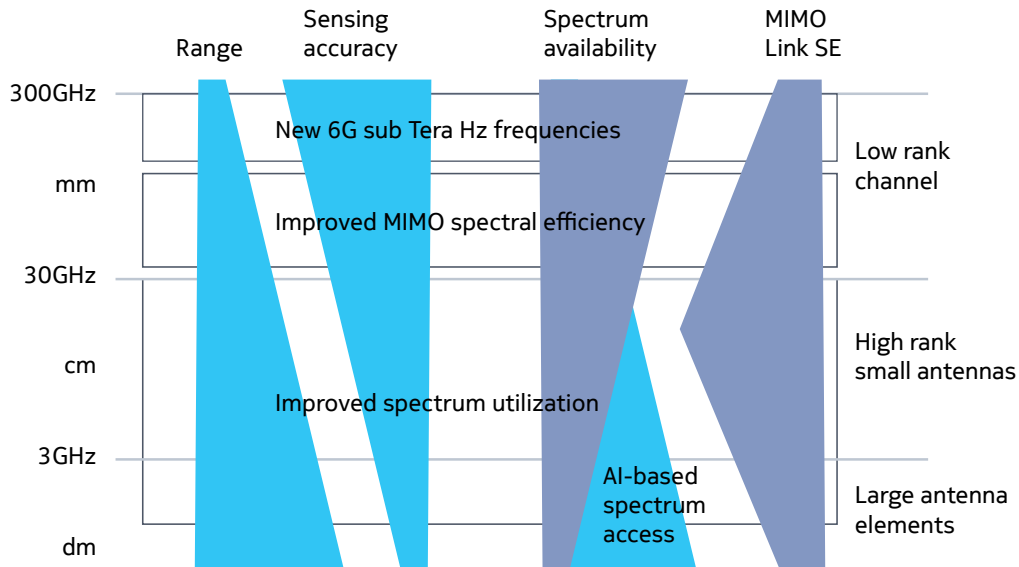 Range
Sensing
accuracy
Spectrum
availability
MIMO
Link SE
300GHz
New 6G sub Tera Hz frequencies
Low rank
channel
mm
Improved MIMO spectral efficiency
30GHz
High rank
small antennas
cm
Improved spectrum utilization
3GHz
AI-based
spectrum
access
Large antenna
elements
dm